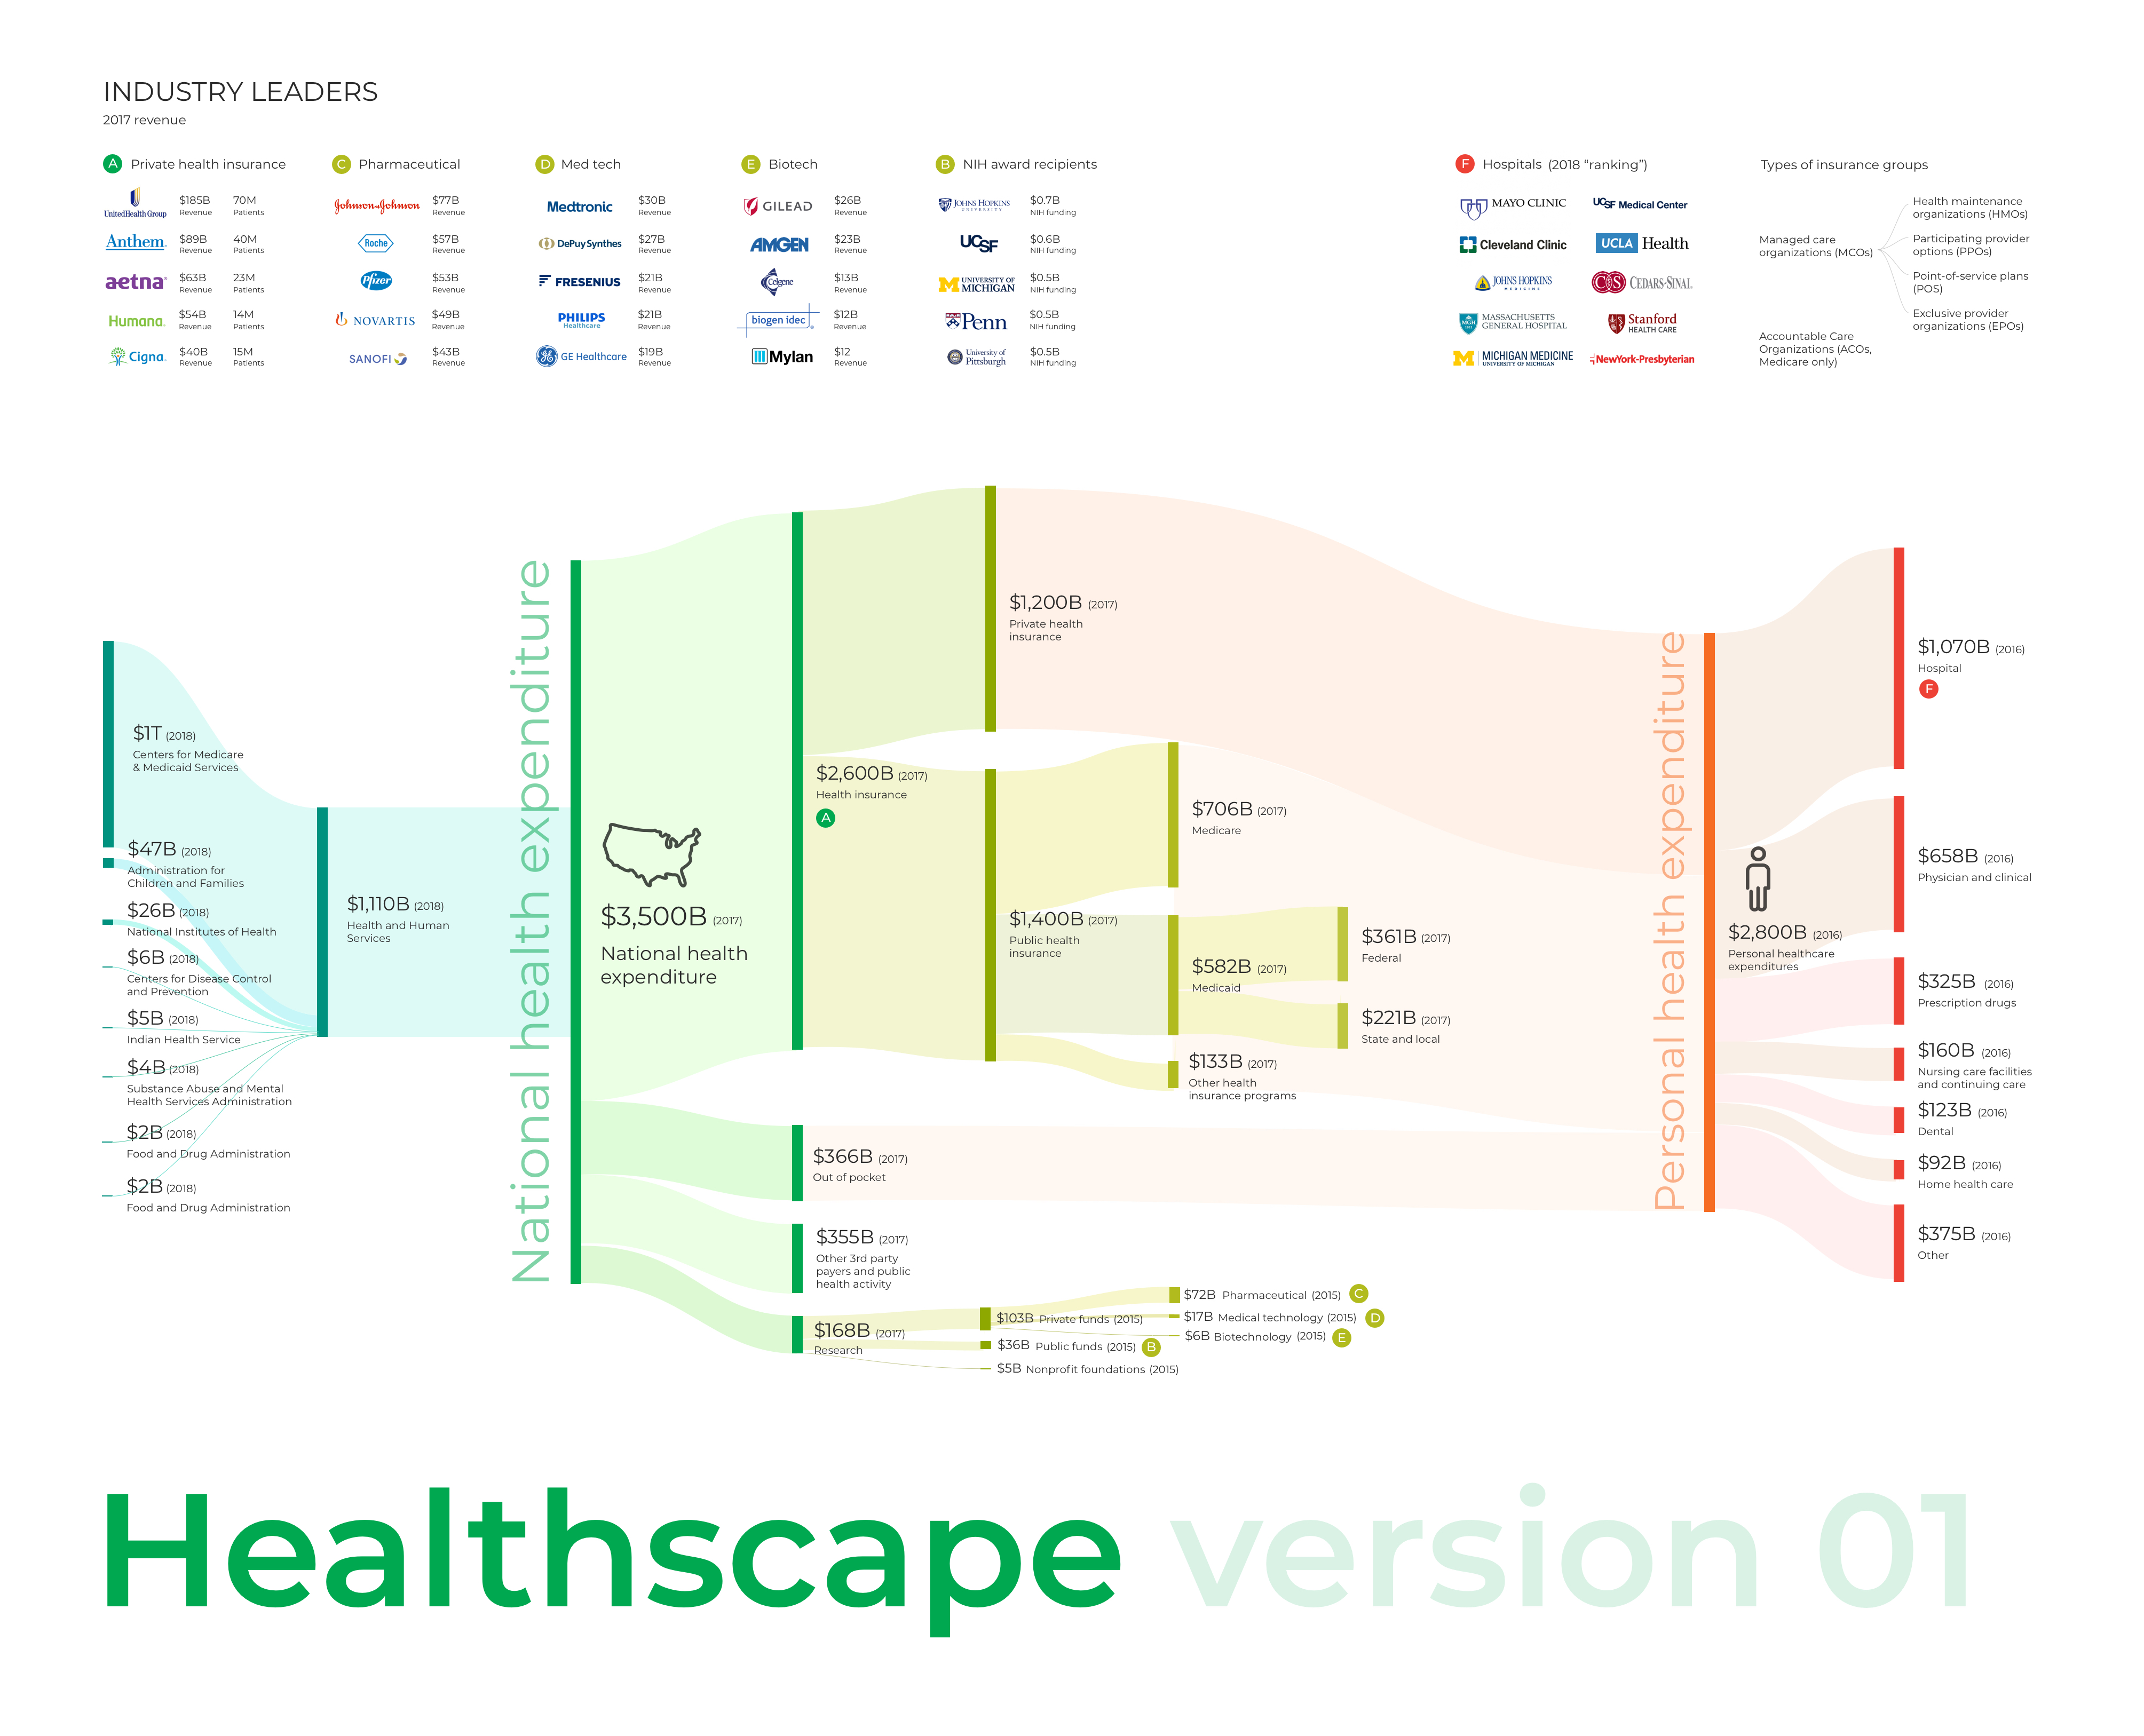 INDUSTRY LEADERS
2017 revenue
A Private health insurance
UnitedHealth Group
$185B
Revenue
70M
Patients
Anthem.
$89B
Revenue
40M
Patients
aetna®
$63B
Revenue
23M
Patients
Humana.
$54B
Revenue
14M
Patients
Cigna.
$40B
Revenue
15M
Patients
C Pharmaceutical
Johnson & Johnson
$77B
Revenue
Roche
$57B
Revenue
Pfizer
$53B
Revenue
NOVARTIS
$49B
Revenue
SANOFI
$43B
Revenue
D Med tech
Medtronic
$30B
Revenue
DePuy Synthes
$27B
Revenue
FRESENIUS
$21B
Revenue
PHILIPS
Healthcare
$21B
Revenue
GE Healthcare
$19B
Revenue
E Biotech
GILEAD
$26B
Revenue
AMGEN
$23B
Revenue
Celgene
$13B
Revenue
biogen idec
$12B
Revenue
Mylan
$12
Revenue
B NIH award recipients
JOHNS HOPKINS
UNIVERSITY
$0.7B
NIH funding
UCSF
$0.6B
NIH funding
M UNIVERSITY OF
MICHIGAN
$0.5B
NIH funding
Penn
$0.5B
NIH funding
University of
Pittsburgh
$0.5B
NIH funding
F Hospitals (2018 “ranking”)
MAYO CLINIC
UCSF Medical Center
Cleveland Clinic
UCLA Health
JOHNS HOPKINS
MEDICINE
CEDARS-SINAI.
MGH
MASSACHUSETTS
GENERAL HOSPITAL
Stanford
HEALTH CARE
M MICHIGAN MEDICINE
UNIVERSITY OF MICHIGAN
NewYork-Presbyterian
Types of insurance groups
Managed care
organizations (MCOs)
Health maintenance
organizations (HMOs)
Participating provider
options (PPOs)
Point-of-service plans
(POS)
Exclusive provider
organizations (EPOs)
Accountable Care
Organizations (ACOs,
Medicare only)
$1T (2018)
Centers for Medicare
& Medicaid Services
$47B (2018)
Administration for
Children and Families
$26B (2018)
National Institutes of Health
$6B (2018)
Centers for Disease Control
and Prevention
$5B (2018)
Indian Health Service
$4B (2018)
Substance Abuse and Mental
Health Services Administration
$2B (2018)
Food and Drug Administration
$2B (2018)
Food and Drug Administration
$1,110B (2018)
Health and Human
Services
National health expenditure
$3,500B (2017)
National health
expenditure
$2,600B (2017)
Health insurance
A
$366B (2017)
Out of pocket
$355B (2017)
Other 3rd party
payers and public
health activity
$168B (2017)
Research
$1,200B (2017)
Private health
insurance
$1,400B (2017)
Public health
insurance
$706B (2017)
Medicare
$582B (2017)
Medicaid
$133B (2017)
Other health
insurance programs
$361B (2017)
Federal
$221B (2017)
State and local
$103B Private funds (2015)
$36B Public funds (2015) B
$5B Nonprofit foundations (2015)
$72B Pharmaceutical (2015) C
$17B Medical technology (2015) D
$6B Biotechnology (2015) E
Personal health expenditure
$2,800B (2016)
Personal healthcare
expenditures
$1,070B (2016)
Hospital
F
$658B (2016)
Physician and clinical
$325B (2016)
Prescription drugs
$160B (2016)
Nursing care facilities
and continuing care
$123B (2016)
Dental
$92B (2016)
Home health care
$375B (2016)
Other
Healthscape version 01